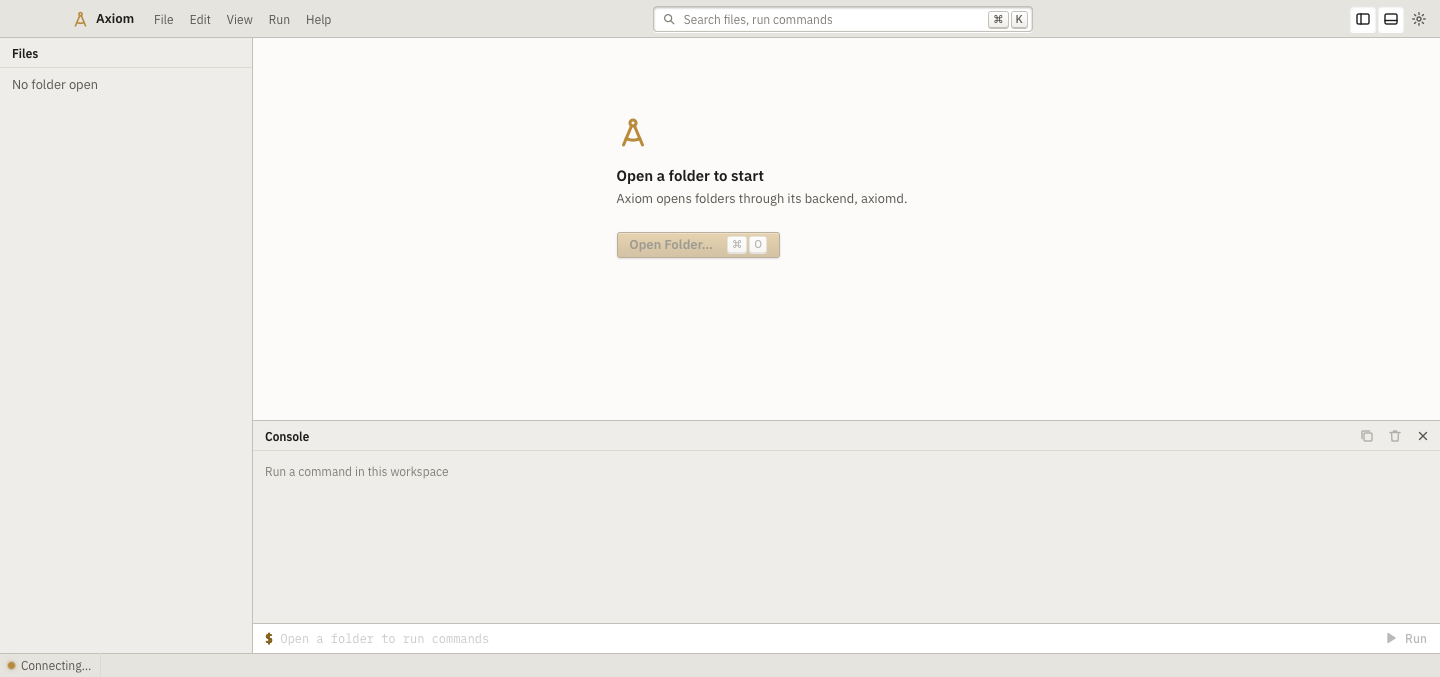 Axiom File Edit View Run Help
Search files, run commands ⌘ K
Files
No folder open
Open a folder to start
Axiom opens folders through its backend, axiomd.
Open Folder... ⌘ O
Console
Run a command in this workspace
$ Open a folder to run commands
Run
Connecting...